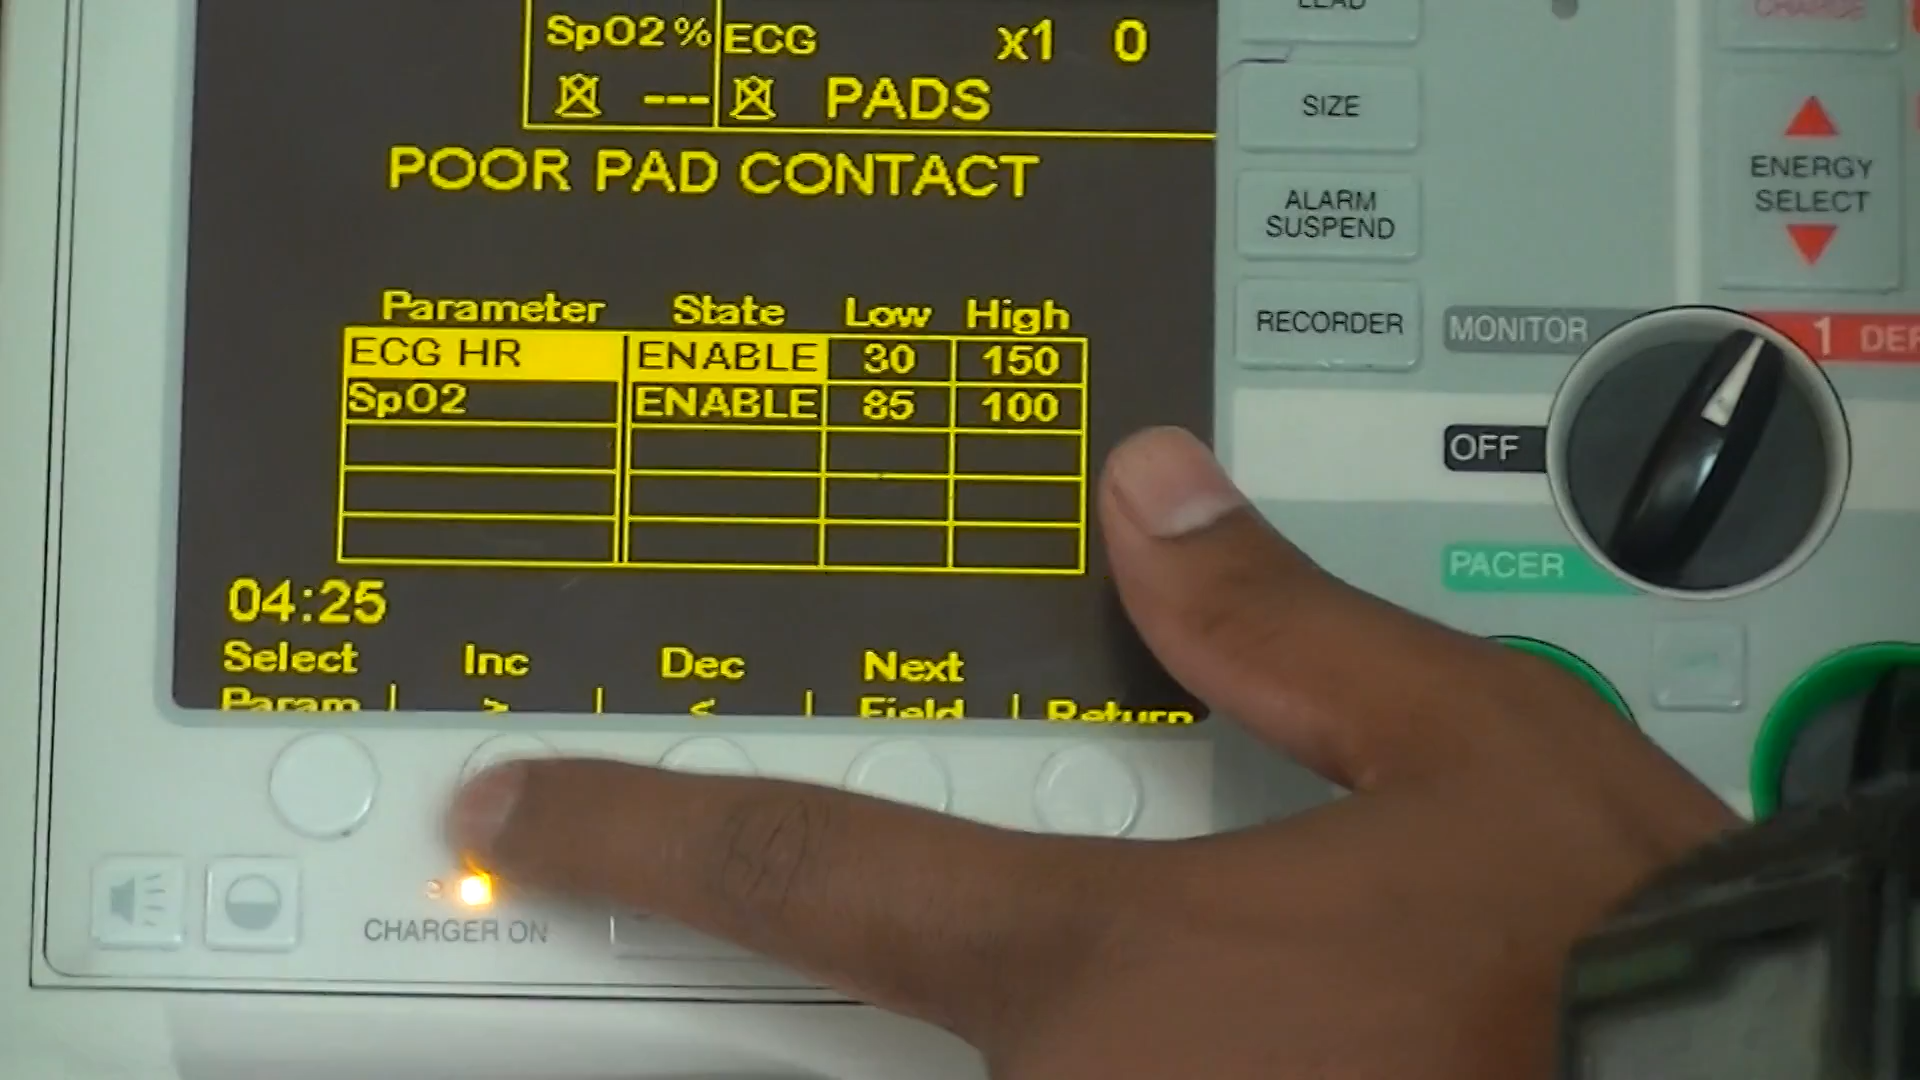 SpO2 % ECG x1 0
--- PADS
POOR PAD CONTACT
Parameter State Low High
ECG HR ENABLE 30 150
SpO2 ENABLE 85 100
04:25
Select Inc Dec Next
Param | > | < | Field | Return
CHARGER ON
LEAD
SIZE
ALARM
SUSPEND
RECORDER
CHARGE
ENERGY
SELECT
MONITOR
1
OFF
PACER